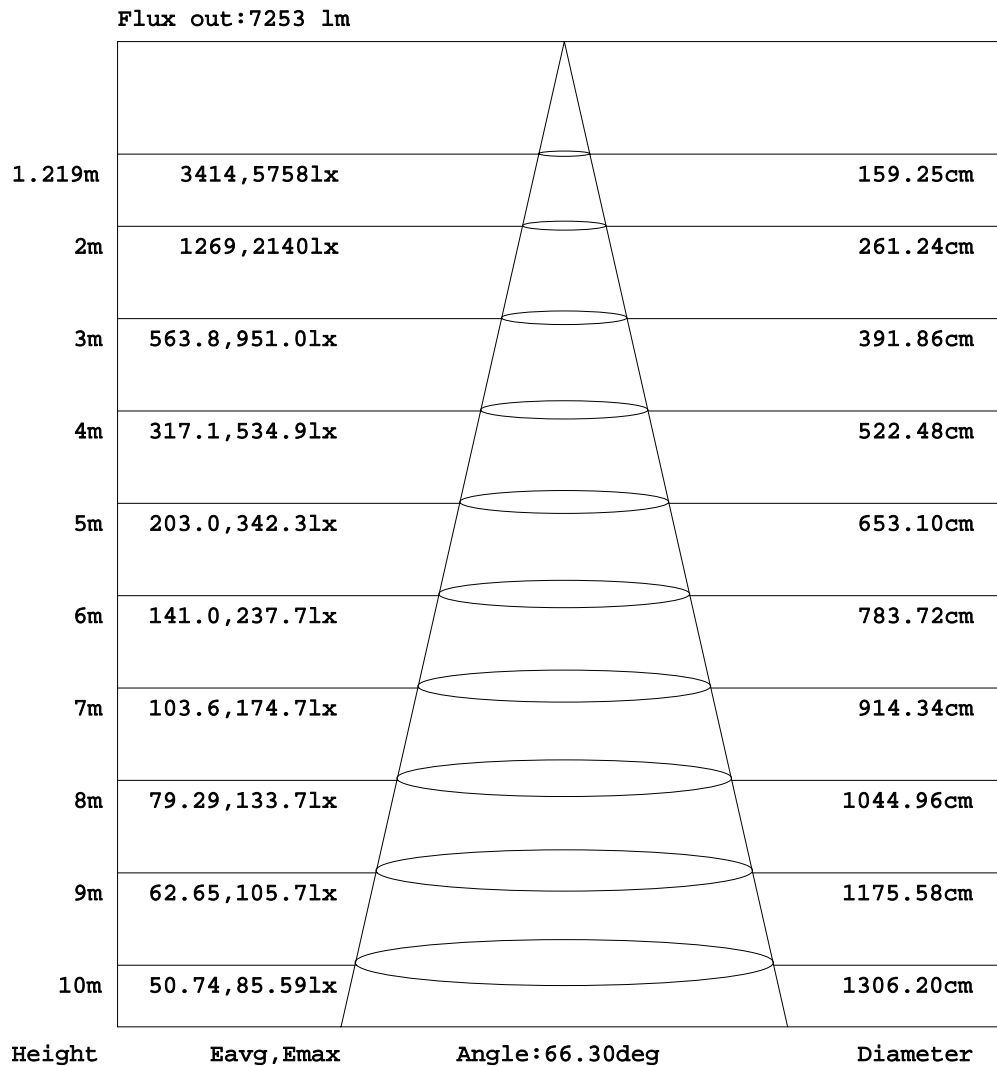 Flux out:7253 lm
1.219m 3414,5758lx 159.25cm
2m 1269,2140lx 261.24cm
3m 563.8,951.0lx 391.86cm
4m 317.1,534.9lx 522.48cm
5m 203.0,342.3lx 653.10cm
6m 141.0,237.7lx 783.72cm
7m 103.6,174.7lx 914.34cm
8m 79.29,133.7lx 1044.96cm
9m 62.65,105.7lx 1175.58cm
10m 50.74,85.59lx 1306.20cm
Height Eavg,Emax Angle:66.30deg Diameter